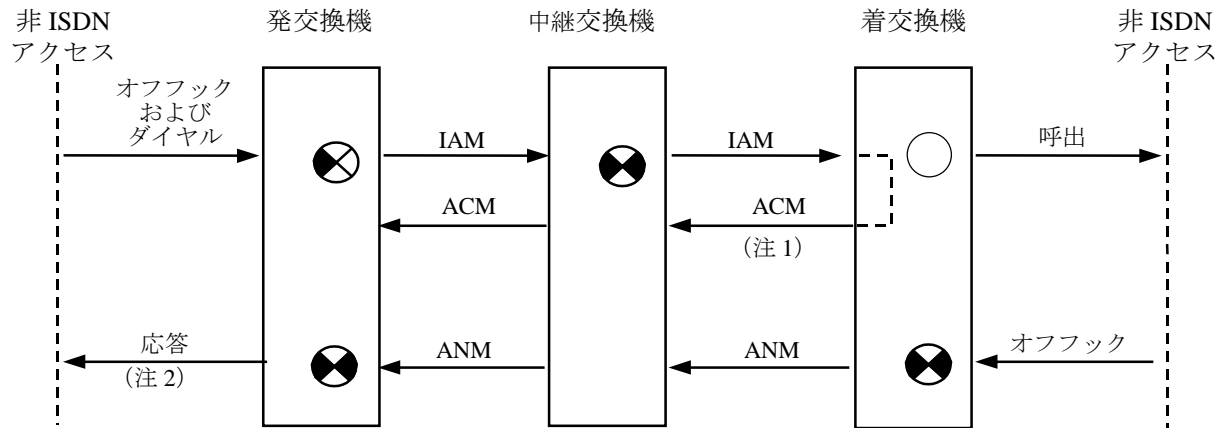 非 ISDN
アクセス
発交換機
中継交換機
着交換機
非 ISDN
アクセス
オフフック
および
ダイヤル
IAM
IAM
呼出
ACM
ACM
（注 1）
応答
（注 2）
ANM
ANM
オフフック